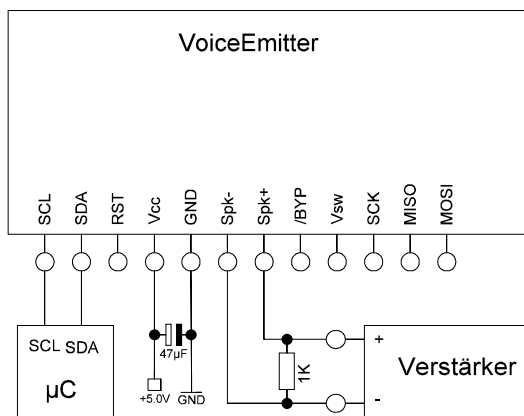 VoiceEmitter
SCL
SDA
RST
Vcc
GND
Spk-
Spk+
/BYP
Vsw
SCK
MISO
MOSI
SCL SDA
µC
47µF
+5.0V
GND
1K
+
-
Verstärker